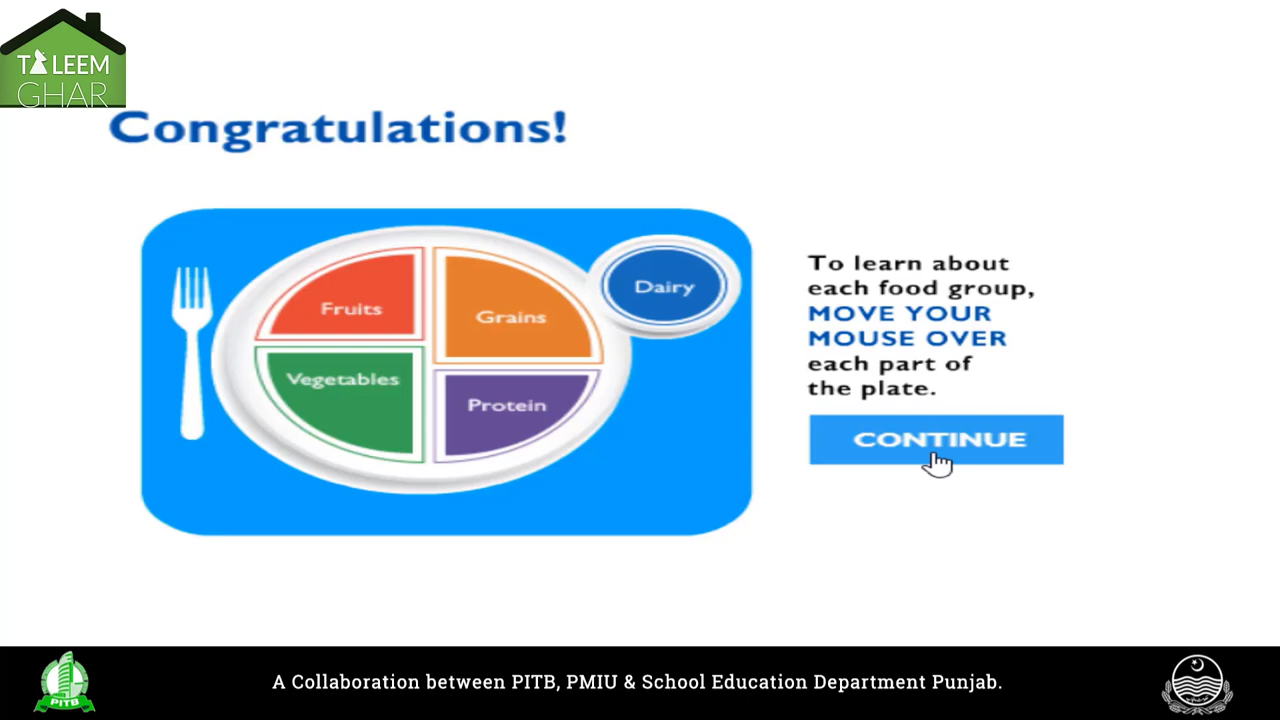 TALEEM
GHAR
Congratulations!
Fruits
Grains
Dairy
Vegetables
Protein
To learn about
each food group,
MOVE YOUR
MOUSE OVER
each part of
the plate.
CONTINUE
PITB
A Collaboration between PITB, PMIU & School Education Department Punjab.